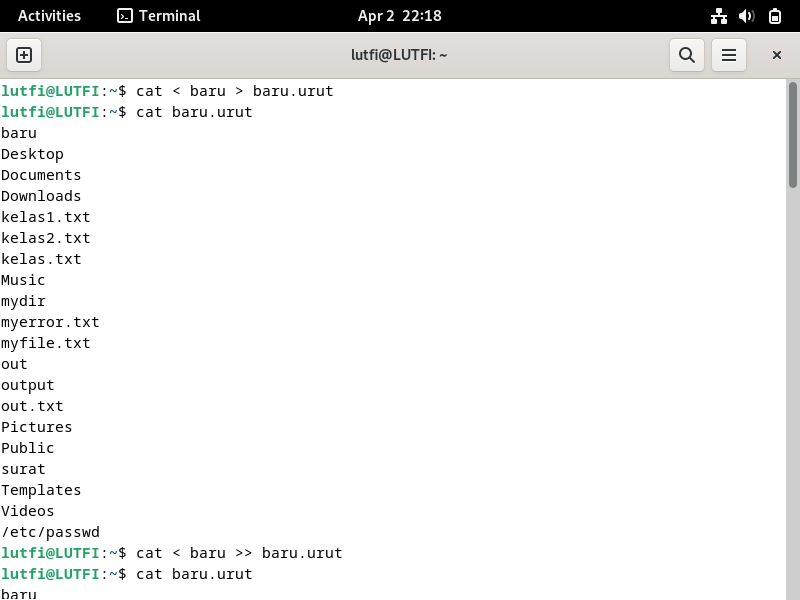 Activities Terminal Apr 2 22:18
lutfi@LUTFI: ~
lutfi@LUTFI:~$ cat < baru > baru.urut
lutfi@LUTFI:~$ cat baru.urut
baru
Desktop
Documents
Downloads
kelas1.txt
kelas2.txt
kelas.txt
Music
mydir
myerror.txt
myfile.txt
out
output
out.txt
Pictures
Public
surat
Templates
Videos
/etc/passwd
lutfi@LUTFI:~$ cat < baru >> baru.urut
lutfi@LUTFI:~$ cat baru.urut
baru